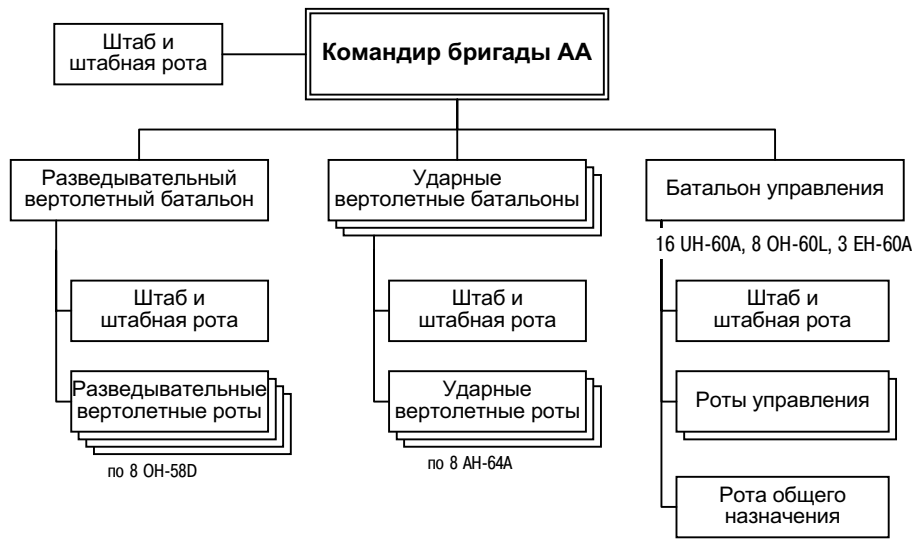 Штаб и
штабная рота
Командир бригады АА
Разведывательный
вертолетный батальон
Ударные
вертолетные батальоны
Батальон управления
16 UH-60A, 8 OH-60L, 3 EH-60A
Штаб и
штабная рота
Штаб и
штабная рота
Штаб и
штабная рота
Разведывательные
вертолетные роты
по 8 OH-58D
Ударные
вертолетные роты
по 8 AH-64A
Роты управления
Рота общего
назначения